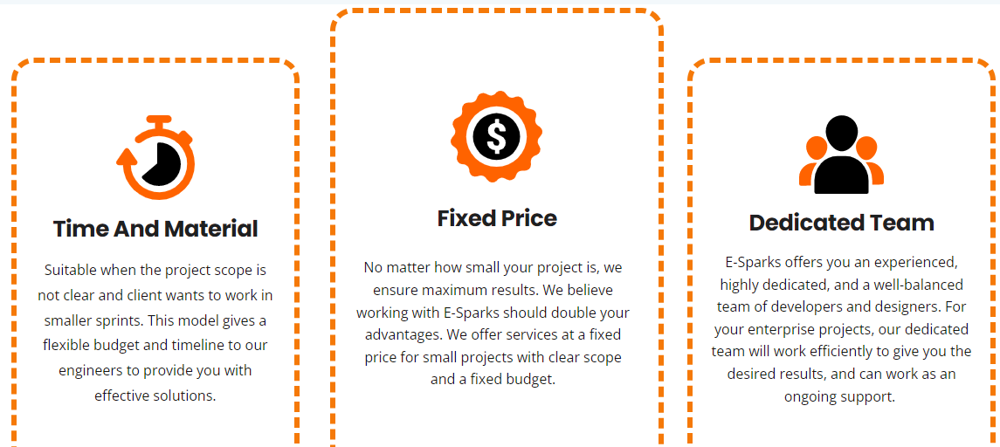 Time And Material
Suitable when the project scope is
not clear and client wants to work in
smaller sprints. This model gives a
flexible budget and timeline to our
engineers to provide you with
effective solutions.
$
Fixed Price
No matter how small your project is, we
ensure maximum results. We believe
working with E-Sparks should double your
advantages. We offer services at a fixed
price for small projects with clear scope
and a fixed budget.
Dedicated Team
E-Sparks offers you an experienced,
highly dedicated, and a well-balanced
team of developers and designers. For
your enterprise projects, our dedicated
team will work efficiently to give you the
desired results, and can work as an
ongoing support.